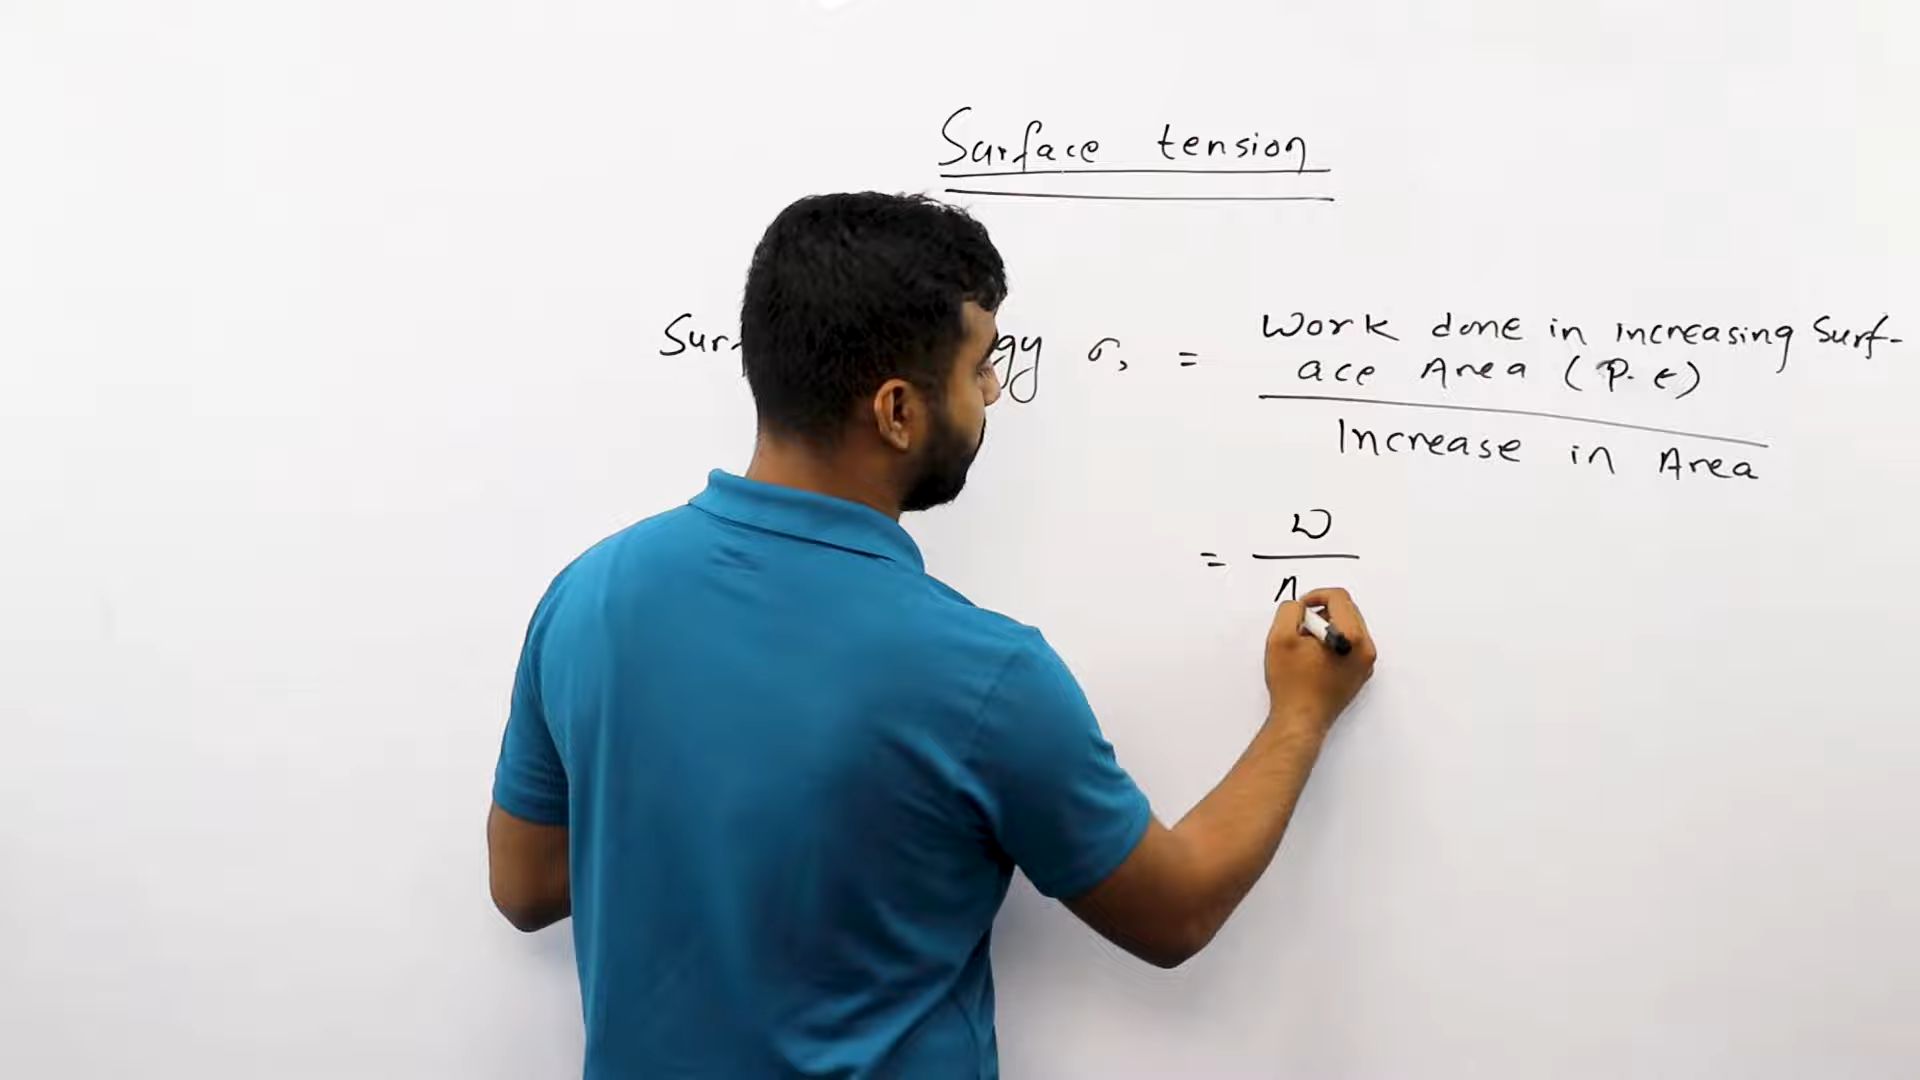 Surface tension
Sur gy σ, = Work done in increasing Surf-
ace Area (P.E)
Increase in Area
= W